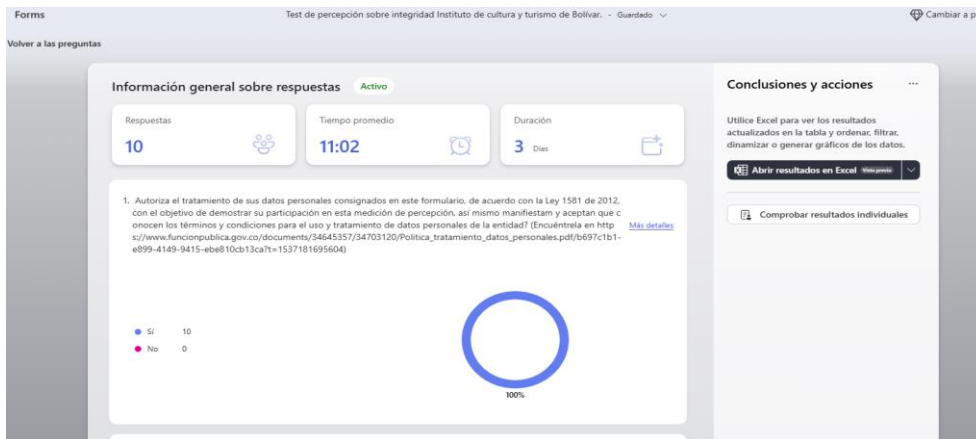 Forms
Test de percepción sobre integridad Instituto de cultura y turismo de Bolívar. - Guardado
Cambiar a p
Volver a las preguntas
Información general sobre respuestas Activo
Respuestas
10
Tiempo promedio
11:02
Duración
3 Días
1. Autoriza el tratamiento de sus datos personales consignados en este formulario, de acuerdo con la Ley 1581 de 2012,
con el objetivo de demostrar su participación en esta medición de percepción, así mismo manifiestam y aceptan que c
onocen los términos y condiciones para el uso y tratamiento de datos personales de la entidad? (Encuéntrela en http
s://www.funcionpublica.gov.co/documents/34645357/34703120/Politica_tratamiento_datos_personales.pdf/b697c1b1-
e899-4149-9415-ebe810cb13ca?t=1537181695604)
Más detalles
Sí 10
No 0
100%
Conclusiones y acciones ...
Utilice Excel para ver los resultados
actualizados en la tabla y ordenar, filtrar,
dinamizar o generar gráficos de los datos.
Abrir resultados en Excel Vista previa
Comprobar resultados individuales